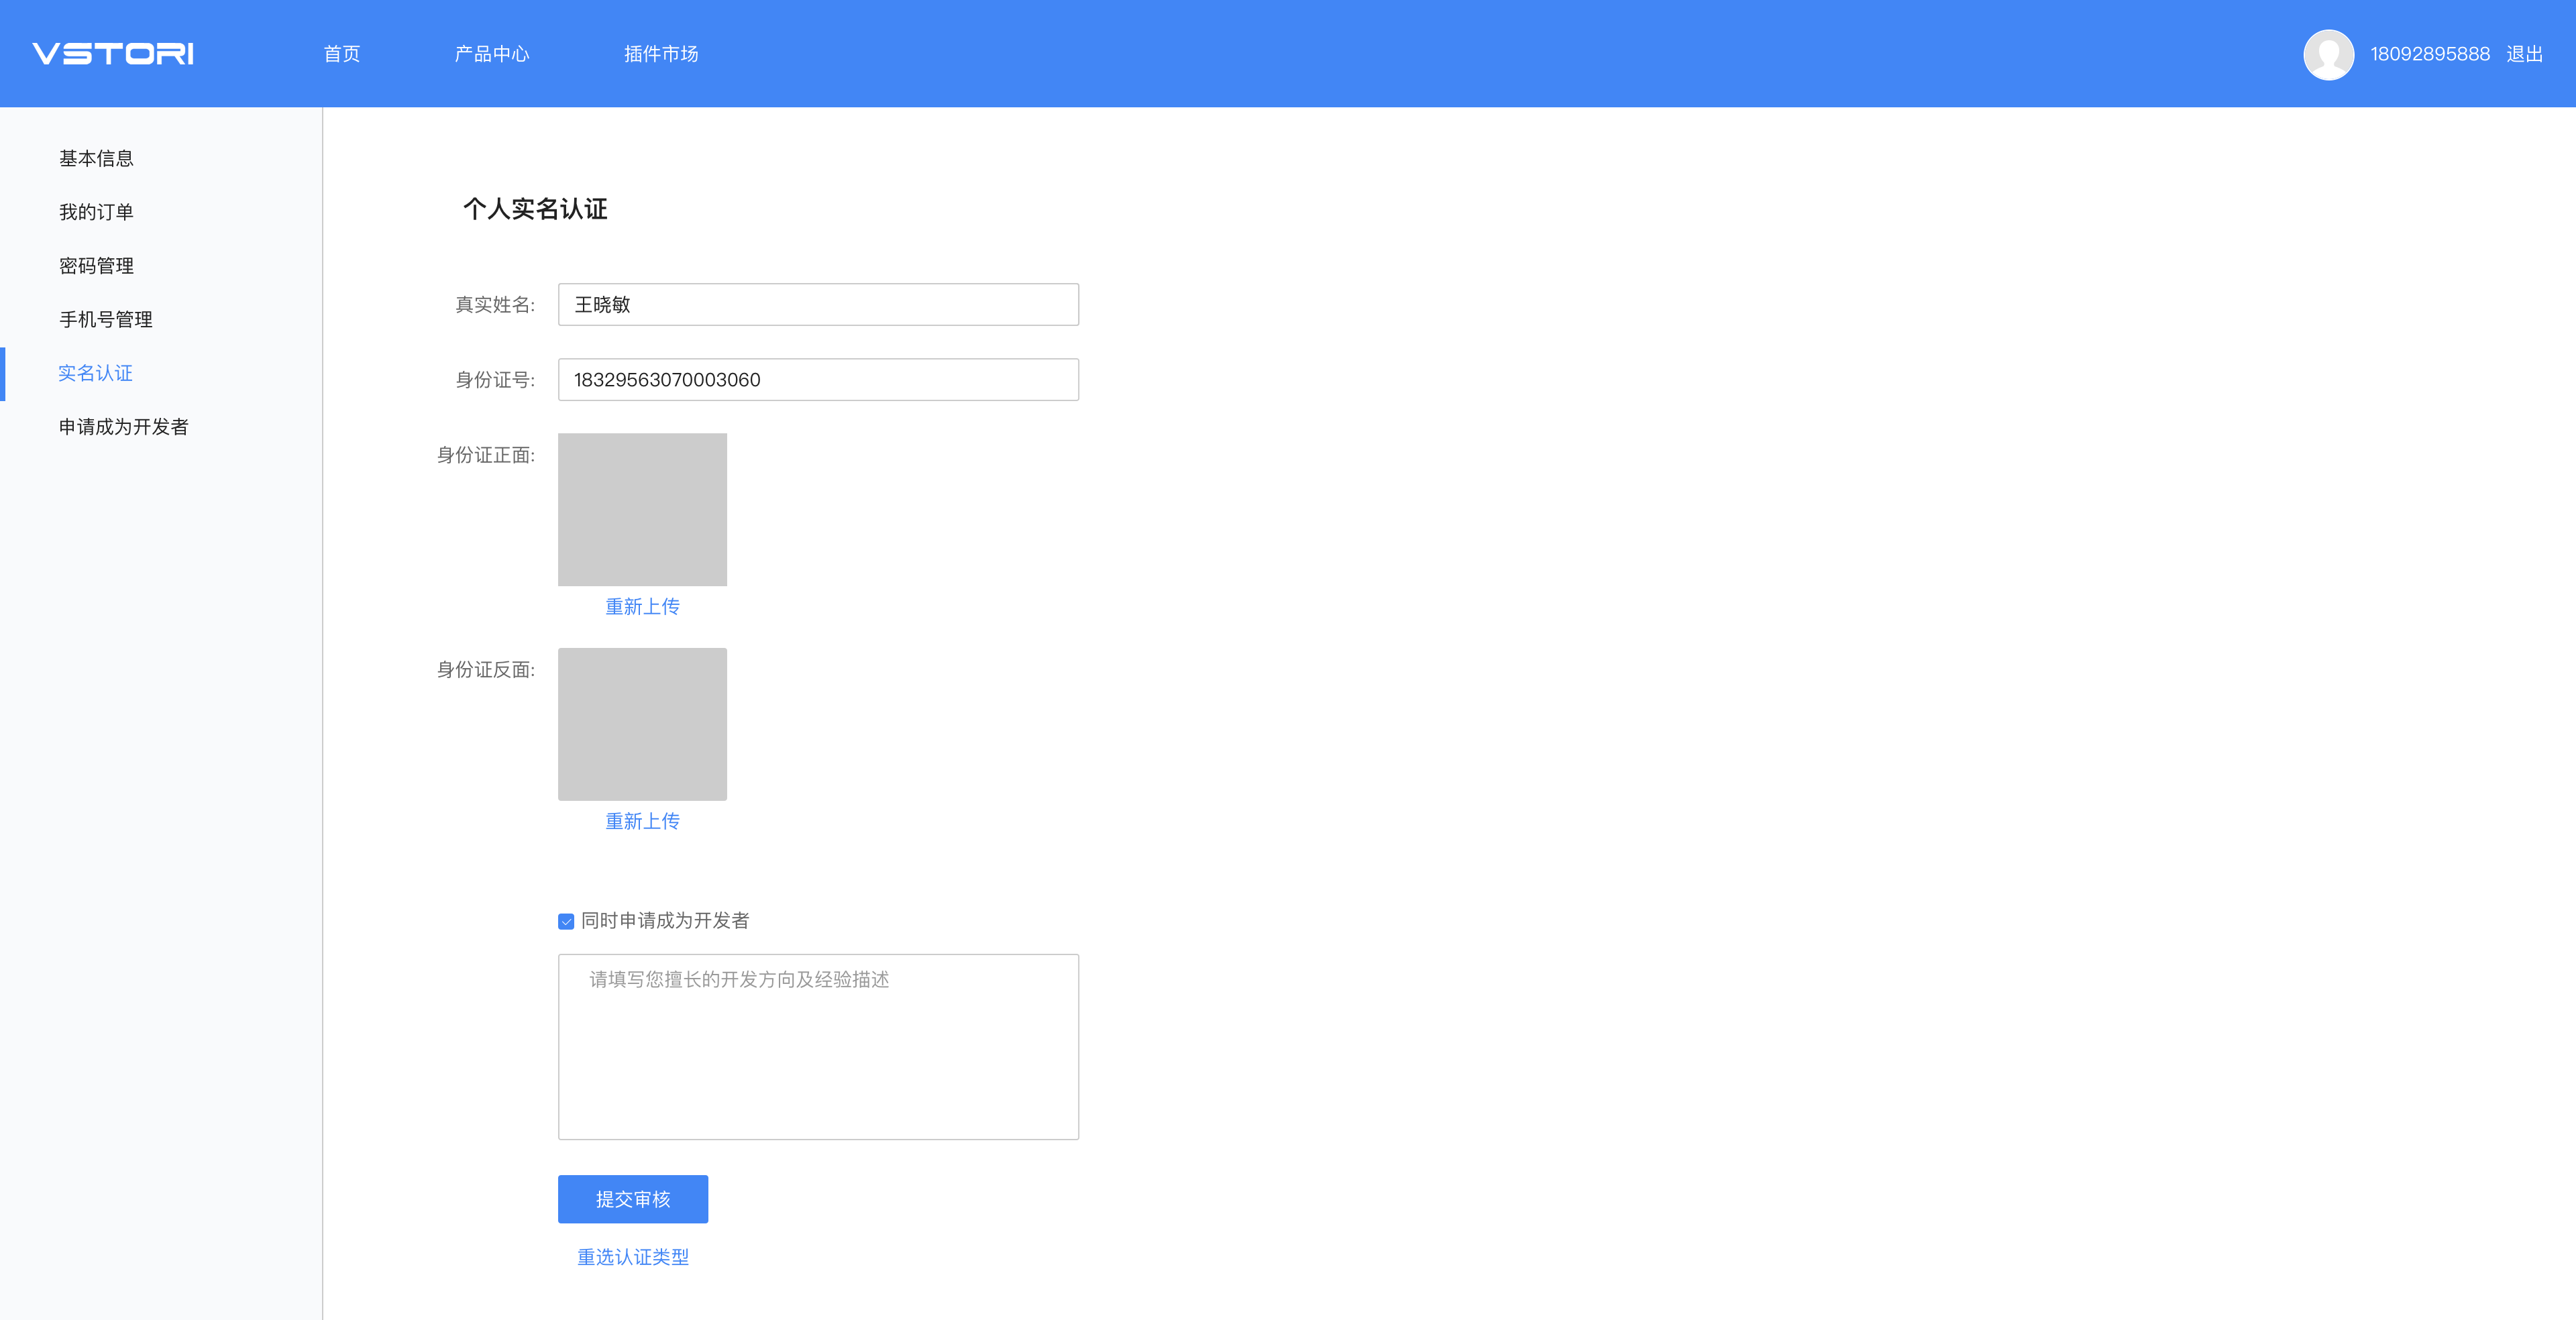 VSTORI 首页 产品中心 插件市场 18092895888 退出
基本信息
我的订单
密码管理
手机号管理
实名认证
申请成为开发者
个人实名认证
真实姓名: 王晓敏
身份证号: 18329563070003060
身份证正面:
重新上传
身份证反面:
重新上传
同时申请成为开发者
请填写您擅长的开发方向及经验描述
提交审核
重选认证类型